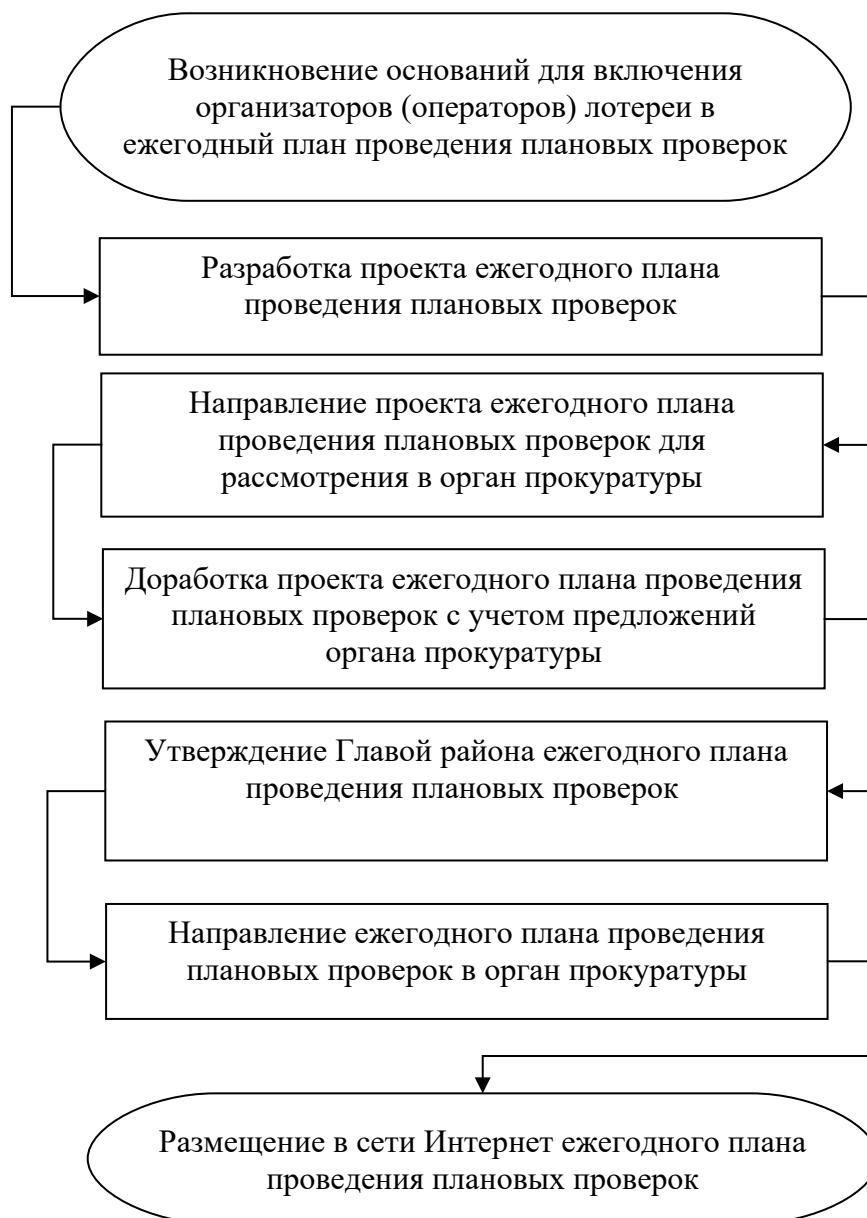 Возникновение оснований для включения
организаторов (операторов) лотереи в
ежегодный план проведения плановых проверок
Разработка проекта ежегодного плана
проведения плановых проверок
Направление проекта ежегодного плана
проведения плановых проверок для
рассмотрения в орган прокуратуры
Доработка проекта ежегодного плана проведения
плановых проверок с учетом предложений
органа прокуратуры
Утверждение Главой района ежегодного плана
проведения плановых проверок
Направление ежегодного плана проведения
плановых проверок в орган прокуратуры
Размещение в сети Интернет ежегодного плана
проведения плановых проверок